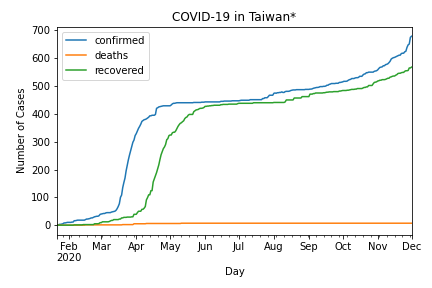 COVID-19 in Taiwan*
700
600
500
400
300
200
100
0
Number of Cases
confirmed
deaths
recovered
Feb Mar Apr May Jun Jul Aug Sep Oct Nov Dec
2020
Day